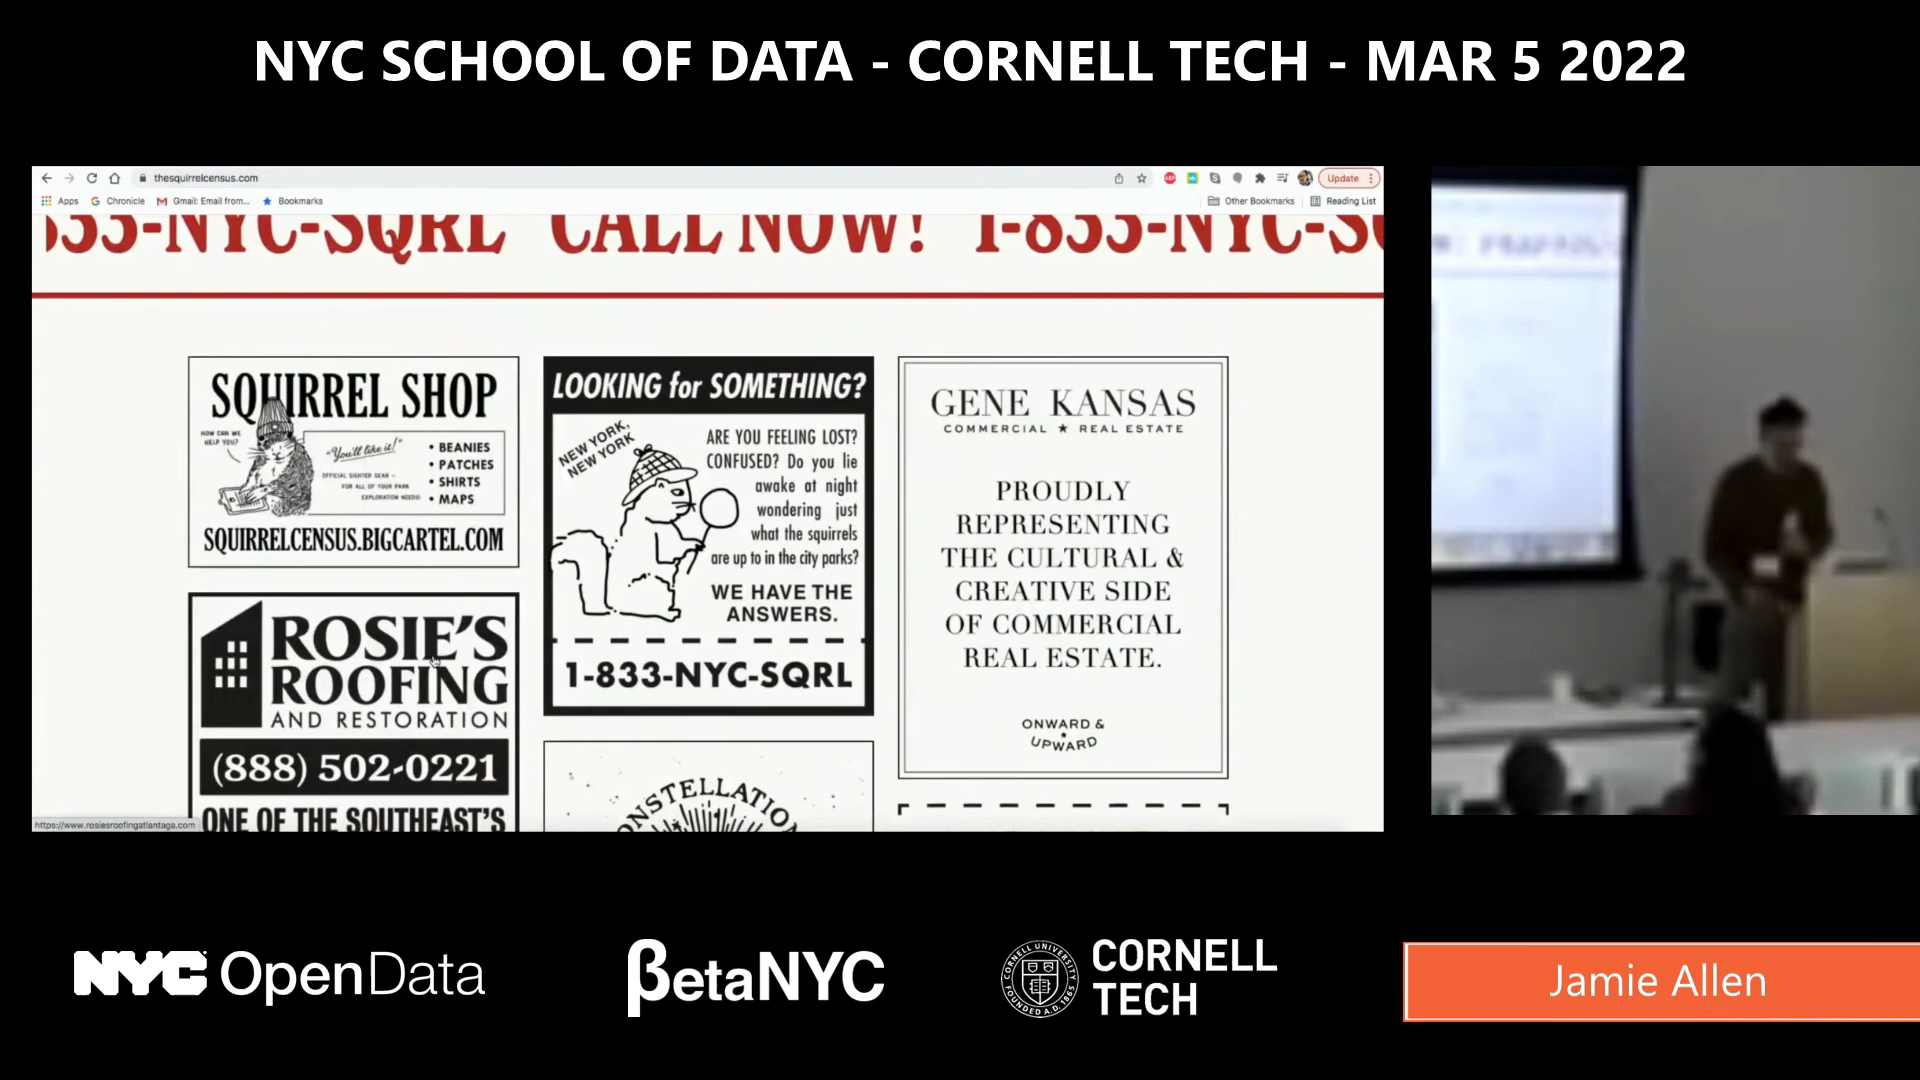 NYC SCHOOL OF DATA - CORNELL TECH - MAR 5 2022
thesquirrelcensus.com
Update
Apps
Chronicle
Gmail: Email from...
Bookmarks
Other Bookmarks
Reading List
833-NYC-SQRL CALL NOW! 1-833-NYC-SQ
SQUIRREL SHOP
HOW CAN WE
HELP YOU?
"You'll like it!"
OFFICIAL SIGHTER GEAR –
FOR ALL OF YOUR PARK
EXPLORATION NEEDS!
• BEANIES
• PATCHES
• SHIRTS
• MAPS
SQUIRRELCENSUS.BIGCARTEL.COM
ROSIE'S
ROOFING
AND RESTORATION
(888) 502-0221
ONE OF THE SOUTHEAST'S
https://www.rosiesroofingatlantaga.com
LOOKING for SOMETHING?
NEW YORK,
NEW YORK
ARE YOU FEELING LOST?
CONFUSED? Do you lie
awake at night
wondering just
what the squirrels
are up to in the city parks?
WE HAVE THE
ANSWERS.
1-833-NYC-SQRL
ONSTELLATION
GENE KANSAS
COMMERCIAL ★ REAL ESTATE
PROUDLY
REPRESENTING
THE CULTURAL &
CREATIVE SIDE
OF COMMERCIAL
REAL ESTATE.
ONWARD &
★
UPWARD
NYC OpenData
βetaNYC
CORNELL UNIVERSITY
FOUNDED A.D. 1865
CORNELL
TECH
Jamie Allen